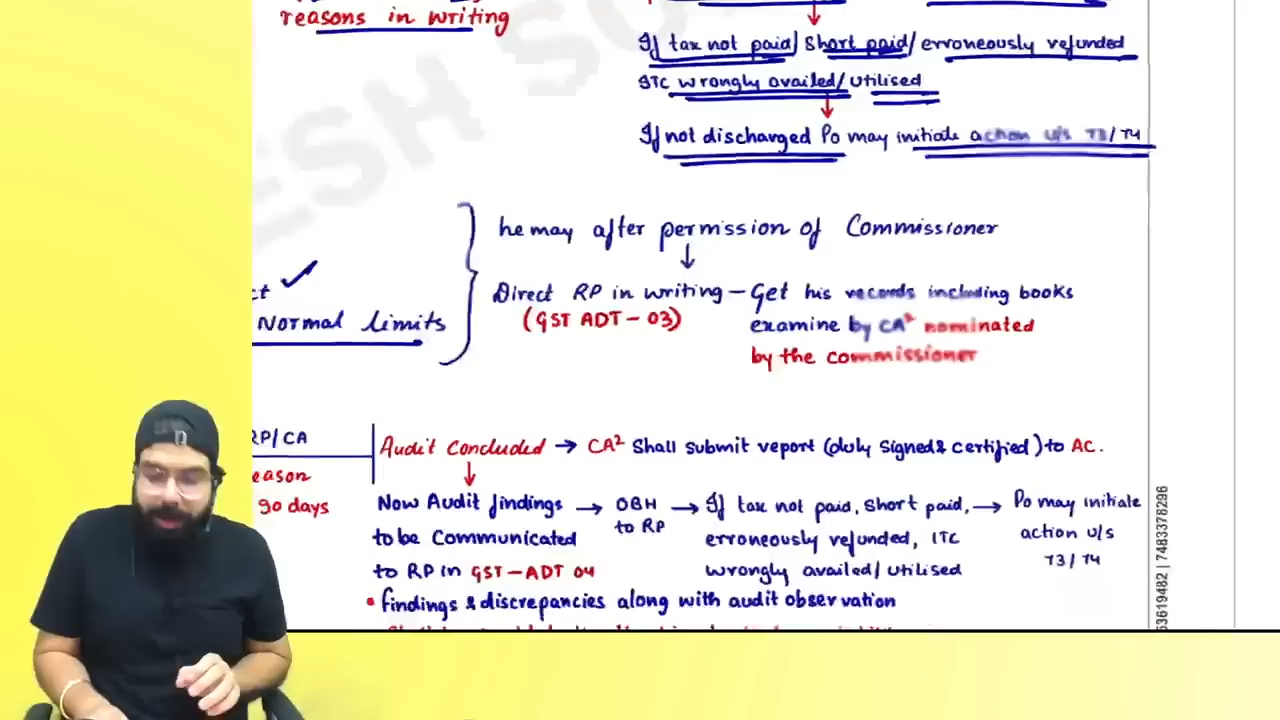 reasons in writing
If tax not paid/ Short paid/ erroneously refunded
ITC wrongly availed/ utilised
If not discharged PO may initiate action u/s 73/74
he may after permission of Commissioner
Direct RP in writing – Get his records including books
(GST ADT – 03)
examine by CA² nominated
by the commissioner
Normal limits
RP/CA
eason
90 days
Audit Concluded → CA² Shall submit report (duly signed & certified) to AC.
Now Audit findings → OBH → If tax not paid, Short paid, → PO may initiate
to be Communicated to RP erroneously refunded, ITC action u/s
to RP in GST – ADT 04 wrongly availed/ utilised 73/74
• findings & discrepancies along with audit observation
63619482 | 7483378296
ESH